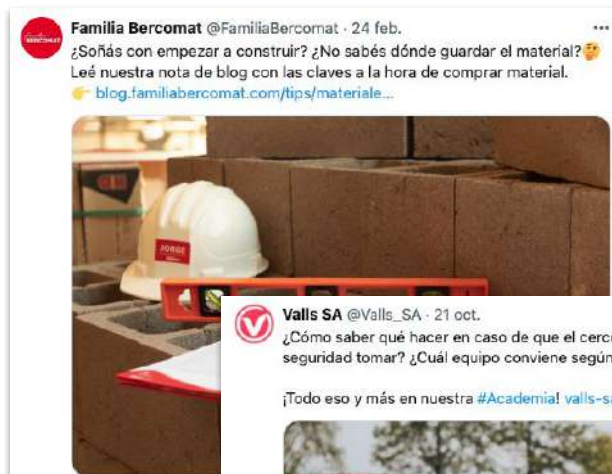 Familia Bercomat @FamiliaBercomat · 24 feb.
¿Soñás con empezar a construir? ¿No sabés dónde guardar el material?🤔
Leé nuestra nota de blog con las claves a la hora de comprar material.
👉 blog.familiabercomat.com/tips/materiale...
JORGE
Valls SA @Valls_SA · 21 oct.
¿Cómo saber qué hacer en caso de que el cerc
seguridad tomar? ¿Cuál equipo conviene según
¡Todo eso y más en nuestra #Academia! valls-s